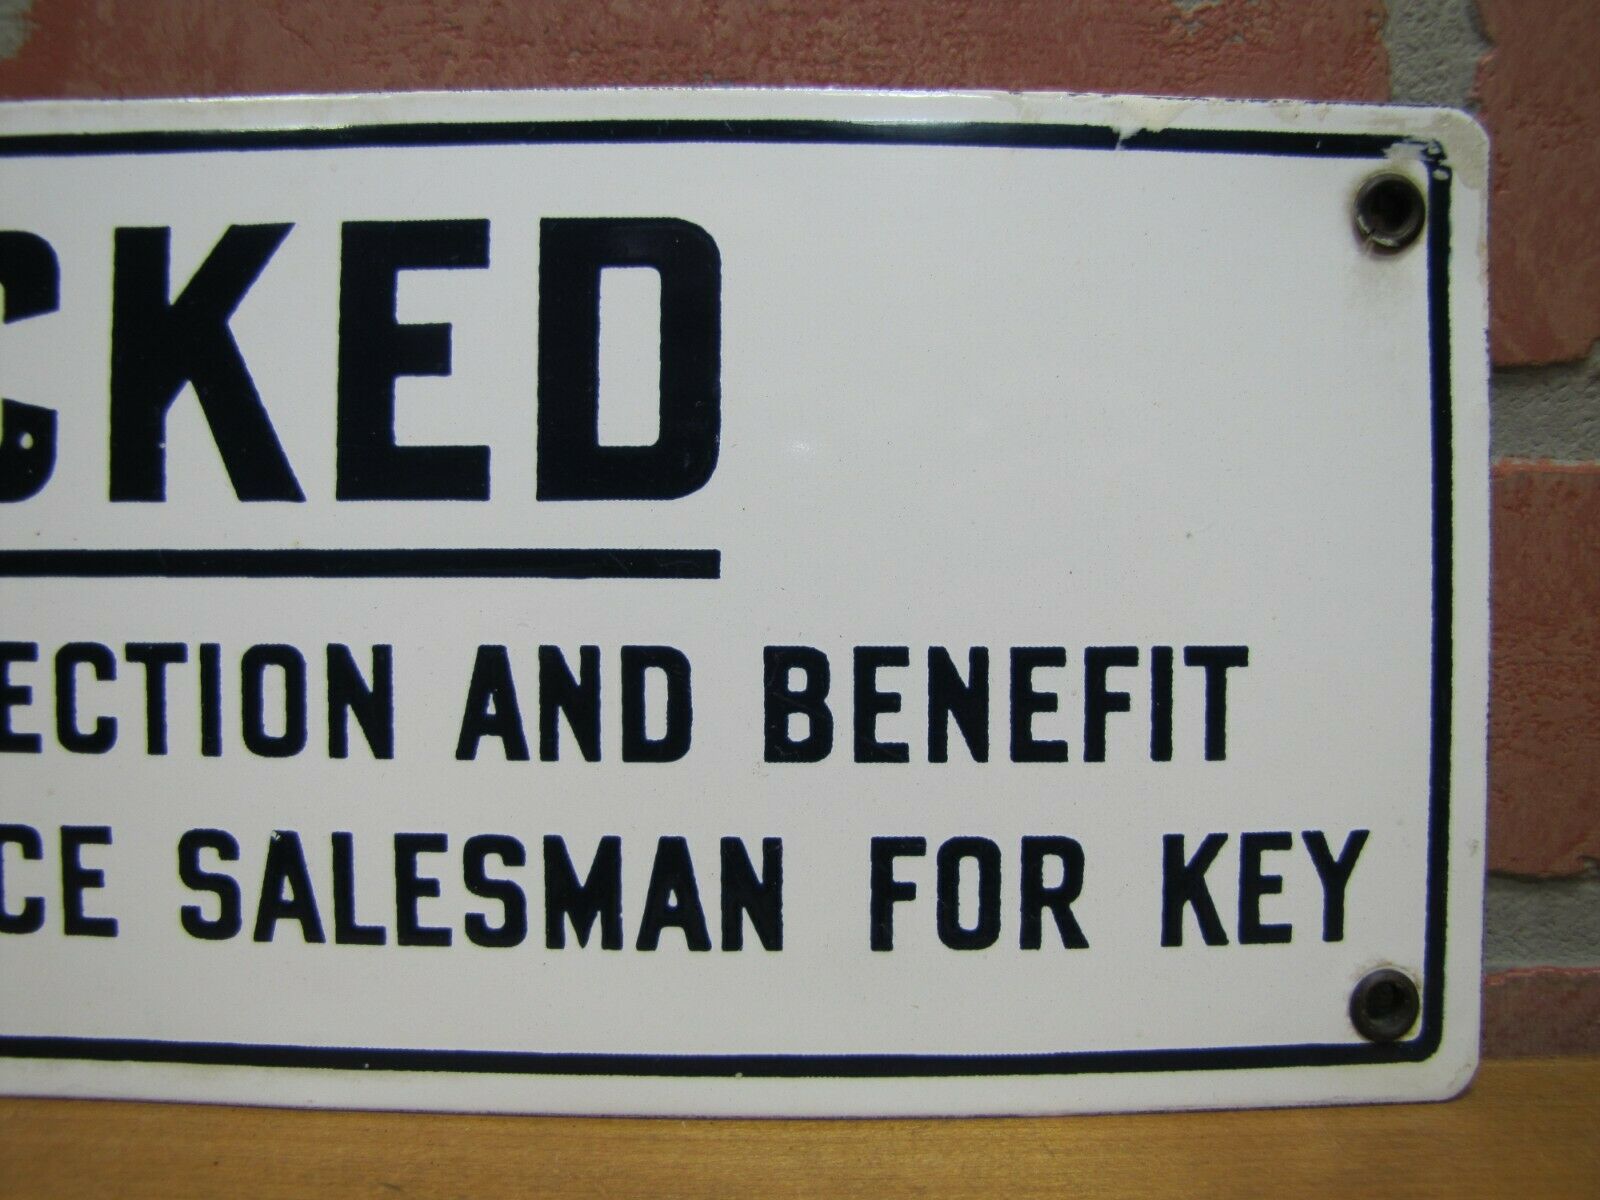 CKED
ECTION AND BENEFIT
CE SALESMAN FOR KEY